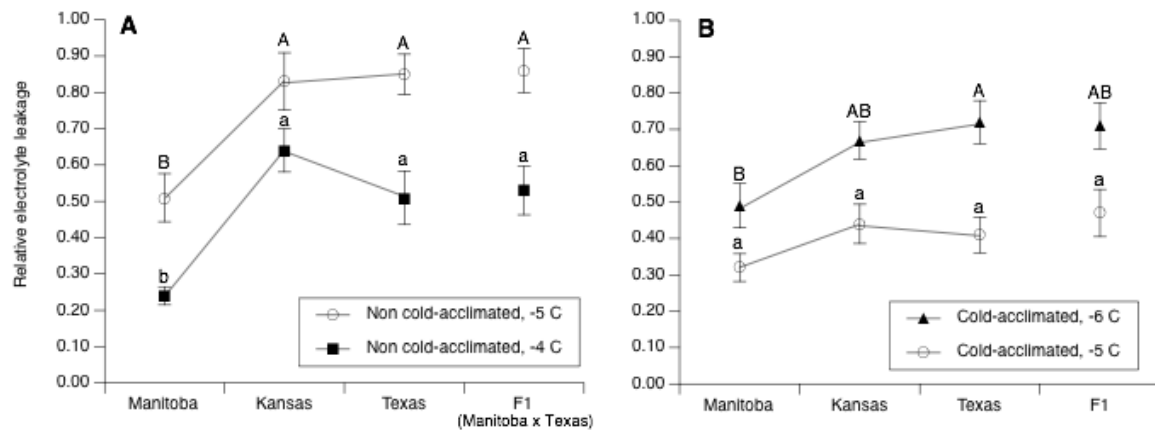 A
Relative electrolyte leakage
1.00
0.90
0.80
0.70
0.60
0.50
0.40
0.30
0.20
0.10
0.00
B
A
A
A
b
a
a
a
Non cold-acclimated, -5 C
Non cold-acclimated, -4 C
Manitoba
Kansas
Texas
F1
(Manitoba x Texas)
B
1.00
0.90
0.80
0.70
0.60
0.50
0.40
0.30
0.20
0.10
0.00
B
AB
A
AB
a
a
a
a
Cold-acclimated, -6 C
Cold-acclimated, -5 C
Manitoba
Kansas
Texas
F1